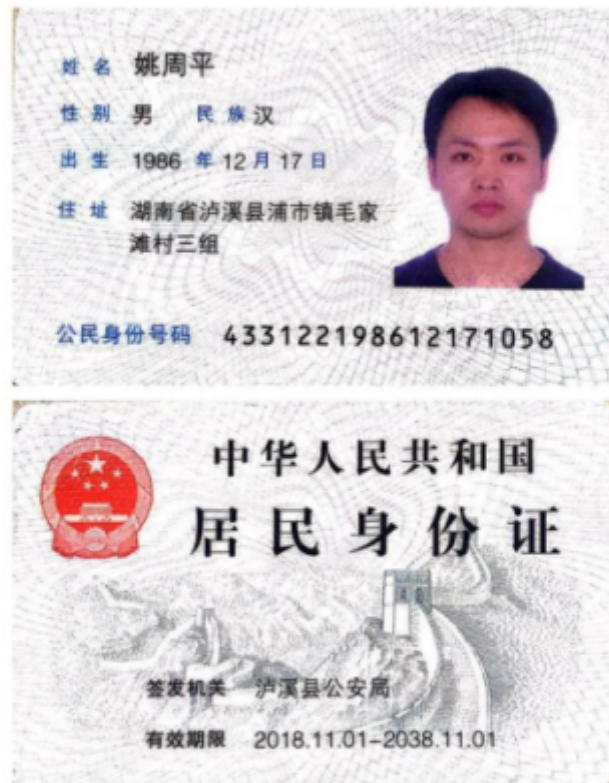 姓名 姚周平
性别 男 民族 汉
出生 1986 年 12 月 17 日
住址 湖南省泸溪县浦市镇毛家
滩村三组
公民身份号码 433122198612171058
中华人民共和国
居民身份证
签发机关 泸溪县公安局
有效期限 2018.11.01-2038.11.01